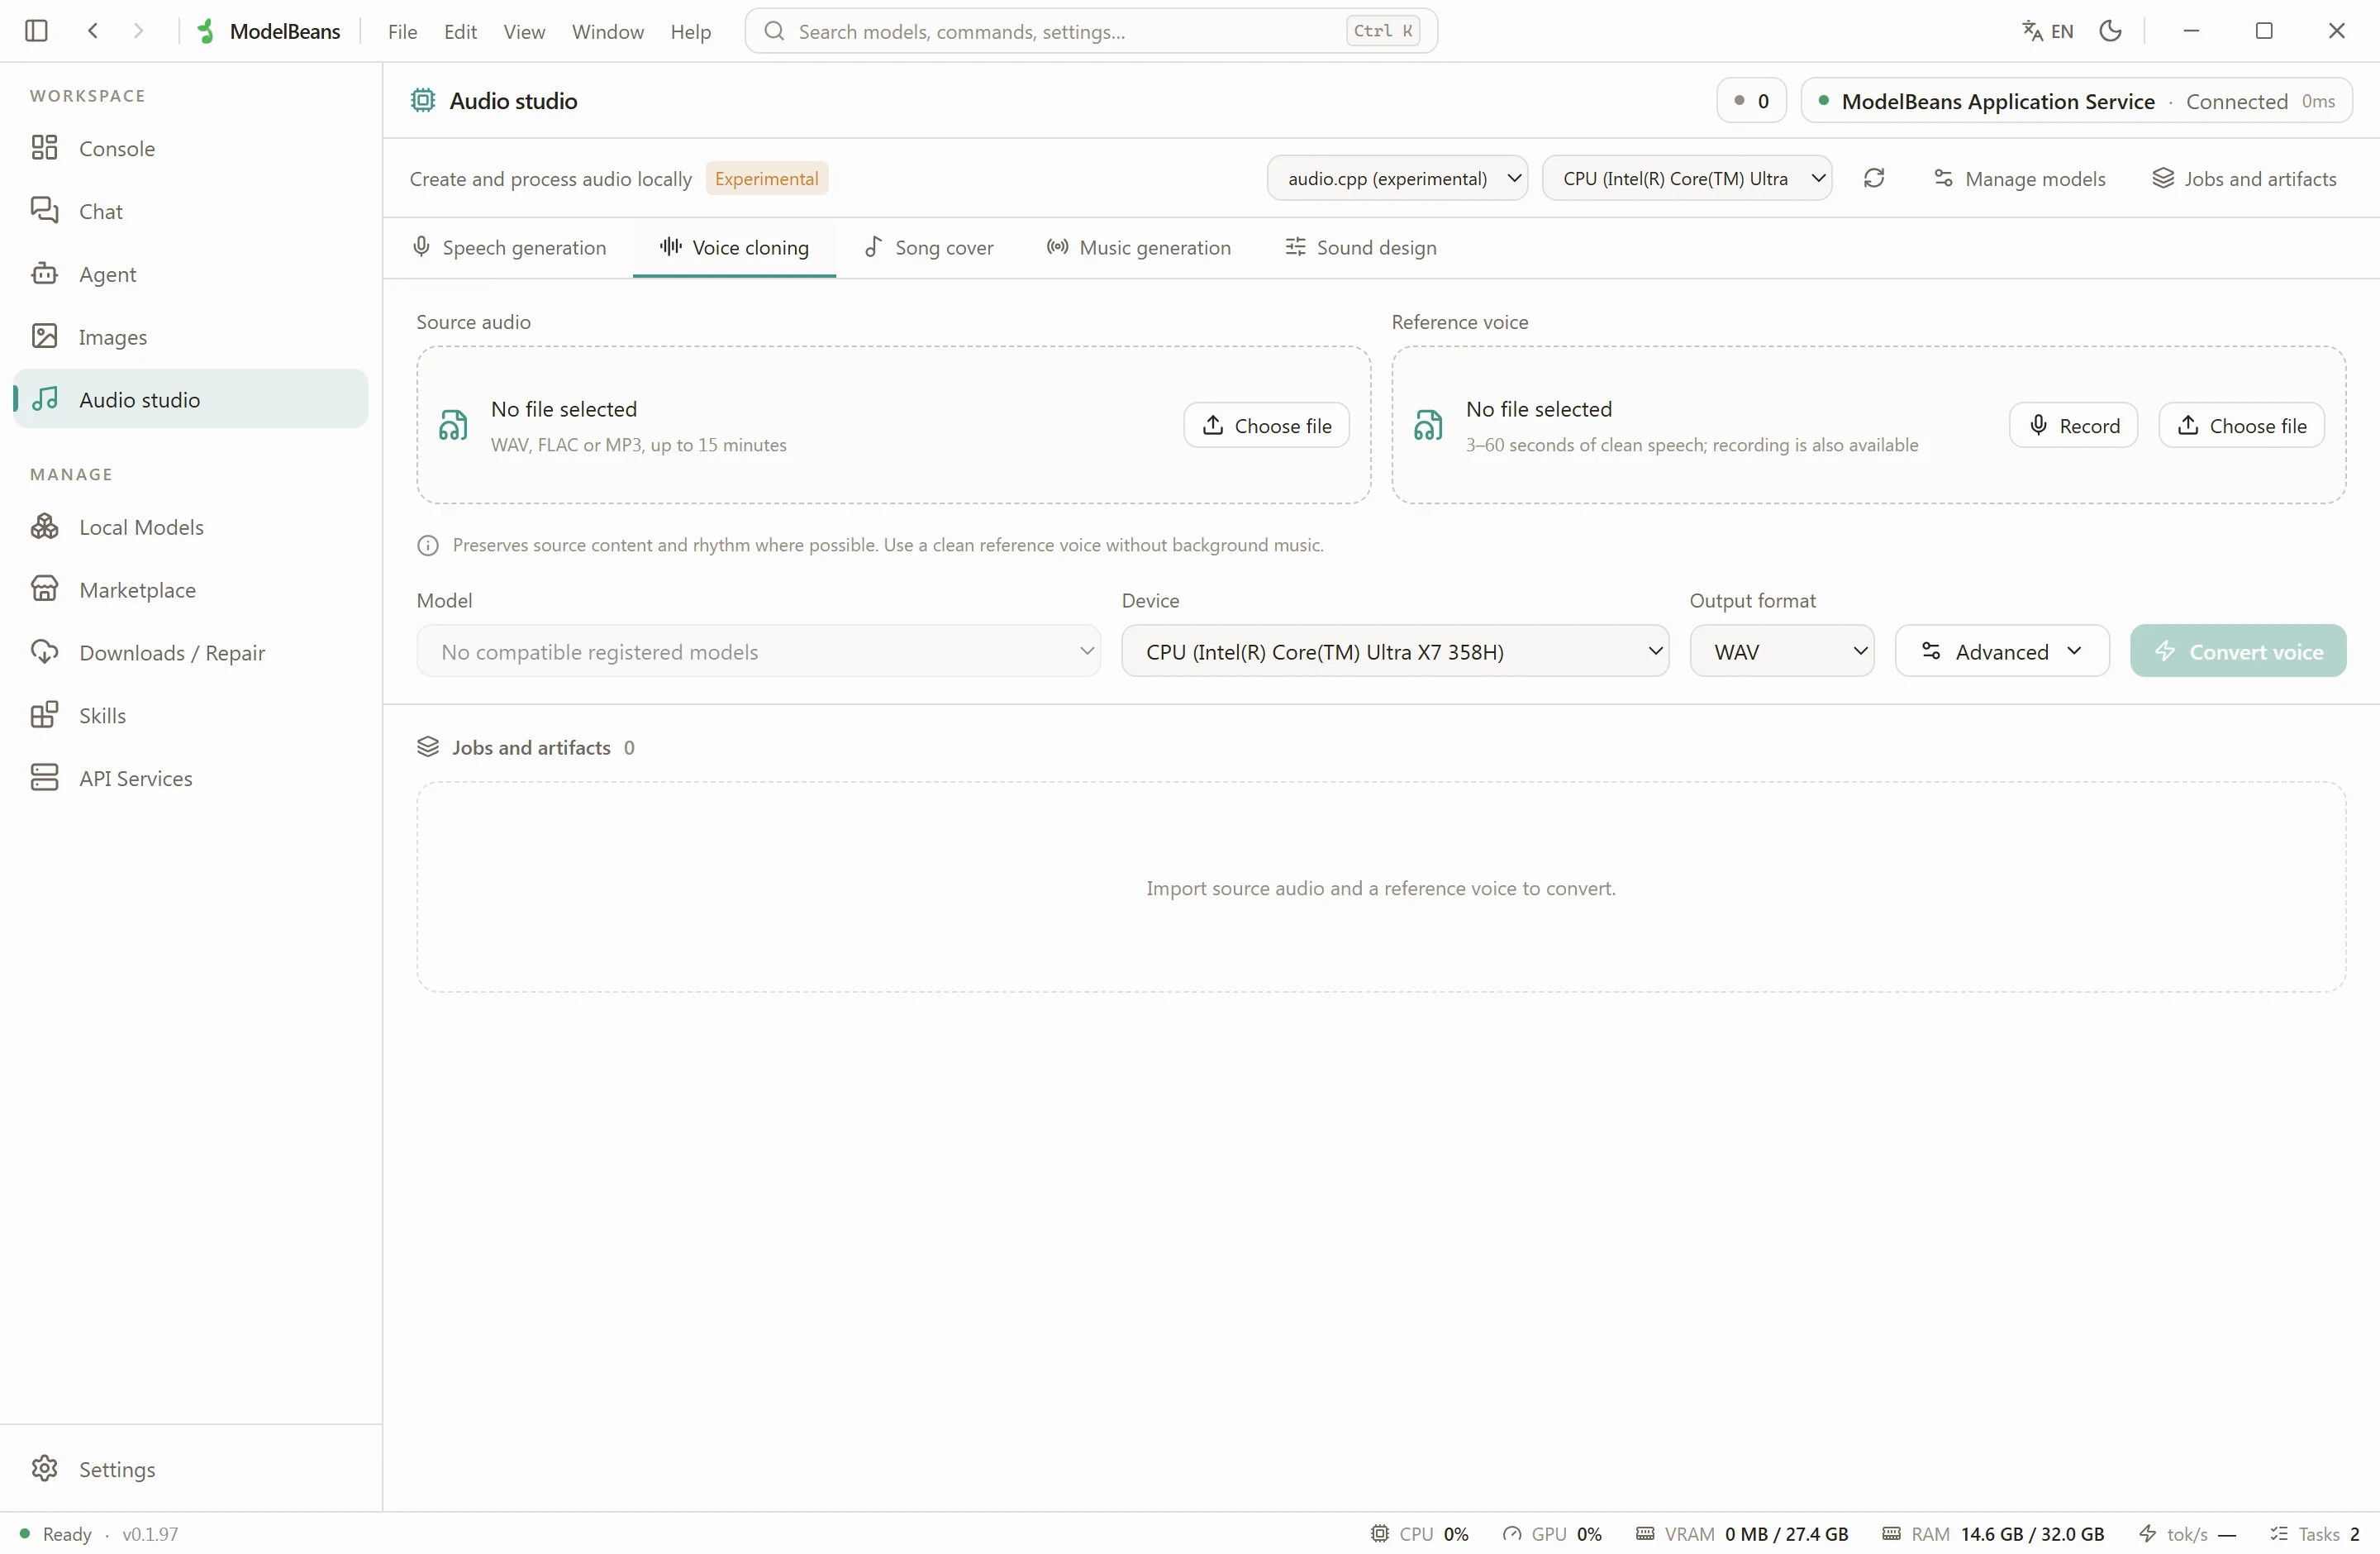 ModelBeans File Edit View Window Help Search models, commands, settings... Ctrl K EN
WORKSPACE
Console
Chat
Agent
Images
Audio studio
MANAGE
Local Models
Marketplace
Downloads / Repair
Skills
API Services
Settings
Audio studio 0 ModelBeans Application Service · Connected 0ms
Create and process audio locally Experimental audio.cpp (experimental) CPU (Intel(R) Core(TM) Ultra Manage models Jobs and artifacts
Speech generation Voice cloning Song cover Music generation Sound design
Source audio
No file selected
WAV, FLAC or MP3, up to 15 minutes
Choose file
Reference voice
No file selected
3–60 seconds of clean speech; recording is also available
Record Choose file
Preserves source content and rhythm where possible. Use a clean reference voice without background music.
Model Device Output format
No compatible registered models CPU (Intel(R) Core(TM) Ultra X7 358H) WAV Advanced Convert voice
Jobs and artifacts 0
Import source audio and a reference voice to convert.
Ready · v0.1.97 CPU 0% GPU 0% VRAM 0 MB / 27.4 GB RAM 14.6 GB / 32.0 GB tok/s — Tasks 2